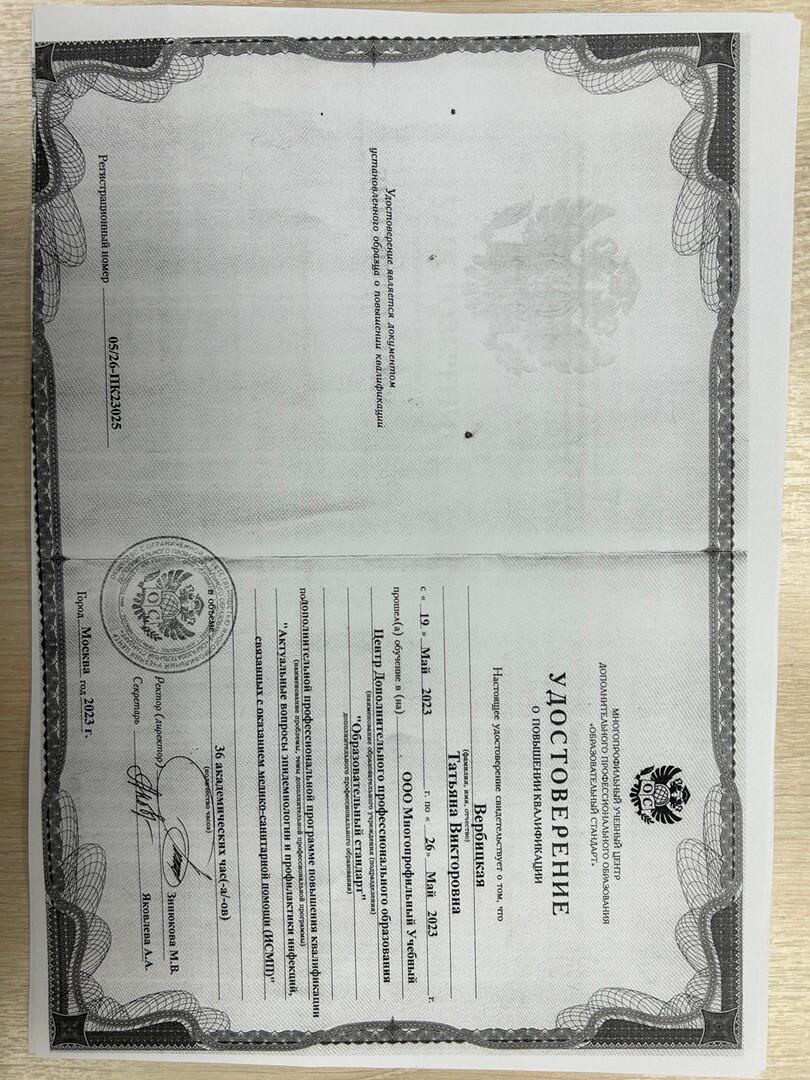 Удостоверение является документом
установленного образца о повышении квалификации
Регистрационный номер 05/26-ПК23025
ОС
МНОГОПРОФИЛЬНЫЙ УЧЕБНЫЙ ЦЕНТР
ДОПОЛНИТЕЛЬНОГО ПРОФЕССИОНАЛЬНОГО ОБРАЗОВАНИЯ
«ОБРАЗОВАТЕЛЬНЫЙ СТАНДАРТ»
УДОСТОВЕРЕНИЕ
О ПОВЫШЕНИИ КВАЛИФИКАЦИИ
Настоящее удостоверение свидетельствует о том, что
Вербицкая
(фамилия, имя, отчество)
Татьяна Викторовна
с « 19 » Май 2023 г. по « 26» Май 2023 г.
прошел(а) обучение в (на) ООО Многопрофильный Учебный
Центр Дополнительного профессионального образования
(наименование образовательного учреждения (подразделения)
"Образовательный стандарт"
дополнительного профессионального образования)
по дополнительной профессиональной программе повышения квалификации
(наименование проблемы, темы дополнительной профессиональной программы)
"Актуальные вопросы эпидемиологии и профилактики инфекций,
связанных с оказанием медико-санитарной помощи (ИСМП)"
в объеме 36 академических час(-а/-ов)
(количество часов)
Ректор (директор) Зинюкова М.В.
Секретарь Яковлева А.А.
Город Москва год 2023 г.